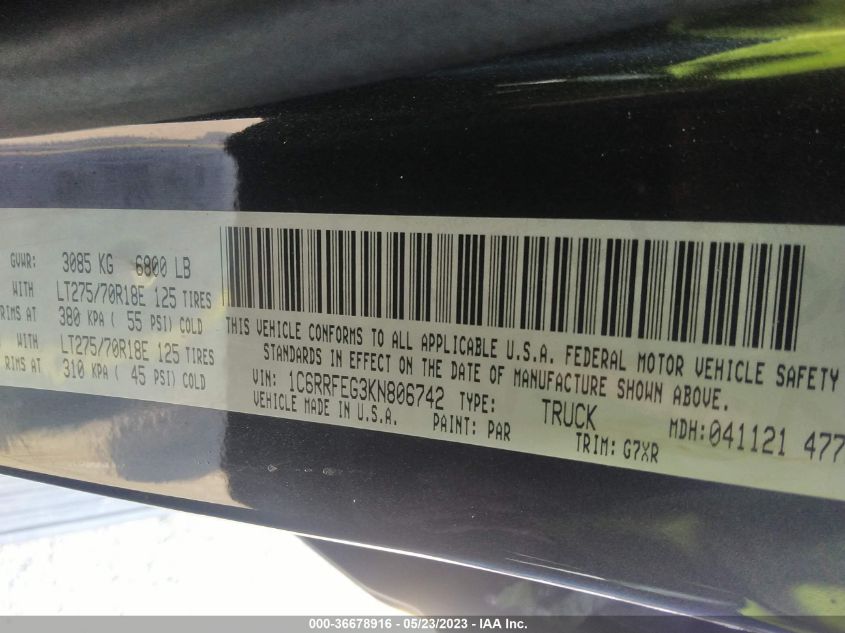 GVWR: 3085 KG 6800 LB
WITH LT275/70R18E 125 TIRES
RIMS AT 380 KPA ( 55 PSI) COLD
WITH LT275/70R18E 125 TIRES
RIMS AT 310 KPA ( 45 PSI) COLD
THIS VEHICLE CONFORMS TO ALL APPLICABLE U.S.A. FEDERAL MOTOR VEHICLE SAFETY
STANDARDS IN EFFECT ON THE DATE OF MANUFACTURE SHOWN ABOVE.
VIN: 1C6RRFEG3KN806742 TYPE: TRUCK MDH:041121 477
VEHICLE MADE IN U.S.A. PAINT: PAR TRIM: G7XR
000-36678916 - 05/23/2023 - IAA Inc.